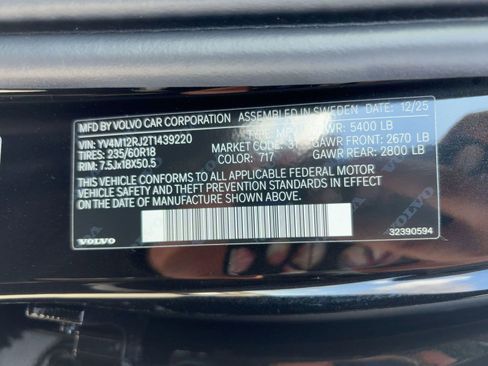 MFD BY VOLVO CAR CORPORATION ASSEMBLED IN SWEDEN DATE: 12/25
VIN: YV4M12RJ2T1439220 TYPE: GVWR: 5400 LB
TIRES: 235/60R18 MARKET CODE: GAWR FRONT: 2670 LB
RIM: 7.5Jx18X50.5 COLOR: 717 GAWR REAR: 2800 LB
THIS VEHICLE CONFORMS TO ALL APPLICABLE FEDERAL MOTOR
VEHICLE SAFETY STANDARDS IN EFFECT
ON THE DATE OF MANUFACTURE SHOWN ABOVE.
VOLVO
32390594